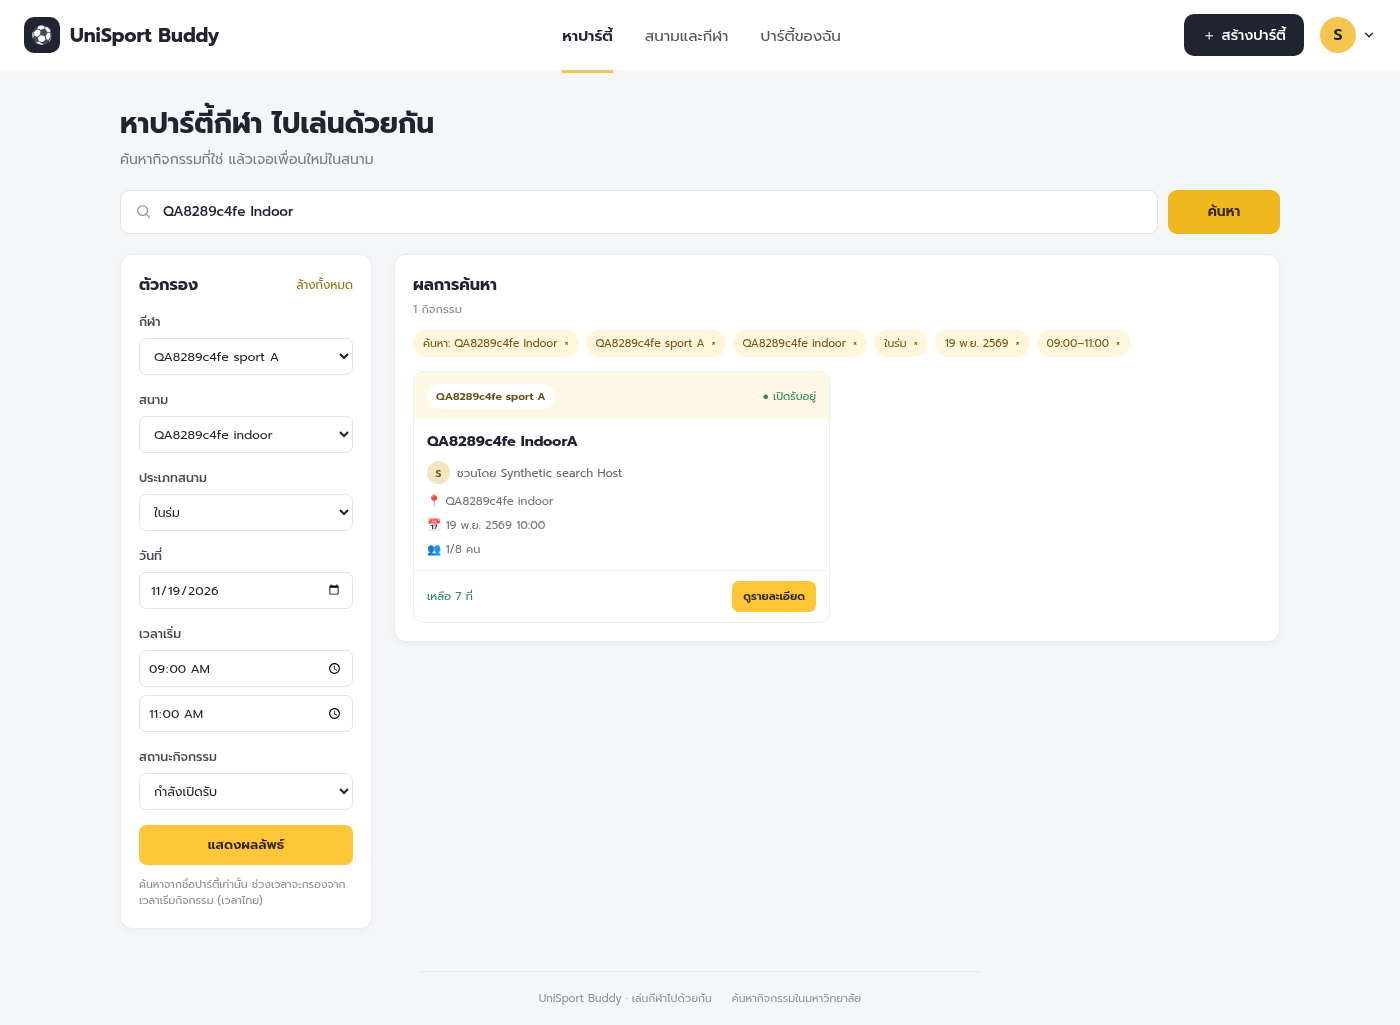 UniSport Buddy
หาปาร์ตี้
สนามและกีฬา
ปาร์ตี้ของฉัน
+ สร้างปาร์ตี้
S
หาปาร์ตี้กีฬา ไปเล่นด้วยกัน
ค้นหากิจกรรมที่ใช่ แล้วเจอเพื่อนใหม่ในสนาม
QA8289c4fe Indoor
ค้นหา
ตัวกรอง
ล้างทั้งหมด
กีฬา
QA8289c4fe sport A
สนาม
QA8289c4fe indoor
ประเภทสนาม
ในร่ม
วันที่
11/19/2026
เวลาเริ่ม
09:00 AM
11:00 AM
สถานะกิจกรรม
กำลังเปิดรับ
แสดงผลลัพธ์
ค้นหาจากชื่อปาร์ตี้เท่านั้น ช่วงเวลาจะกรองจาก
เวลาเริ่มกิจกรรม (เวลาไทย)
ผลการค้นหา
1 กิจกรรม
ค้นหา: QA8289c4fe Indoor ×
QA8289c4fe sport A ×
QA8289c4fe indoor ×
ในร่ม ×
19 พ.ย. 2569 ×
09:00–11:00 ×
QA8289c4fe sport A
● เปิดรับอยู่
QA8289c4fe IndoorA
S ชวนโดย Synthetic search Host
📍 QA8289c4fe indoor
📅 19 พ.ย. 2569 10:00
👥 1/8 คน
เหลือ 7 ที่
ดูรายละเอียด
UniSport Buddy · เล่นกีฬาไปด้วยกัน
ค้นหากิจกรรมในมหาวิทยาลัย